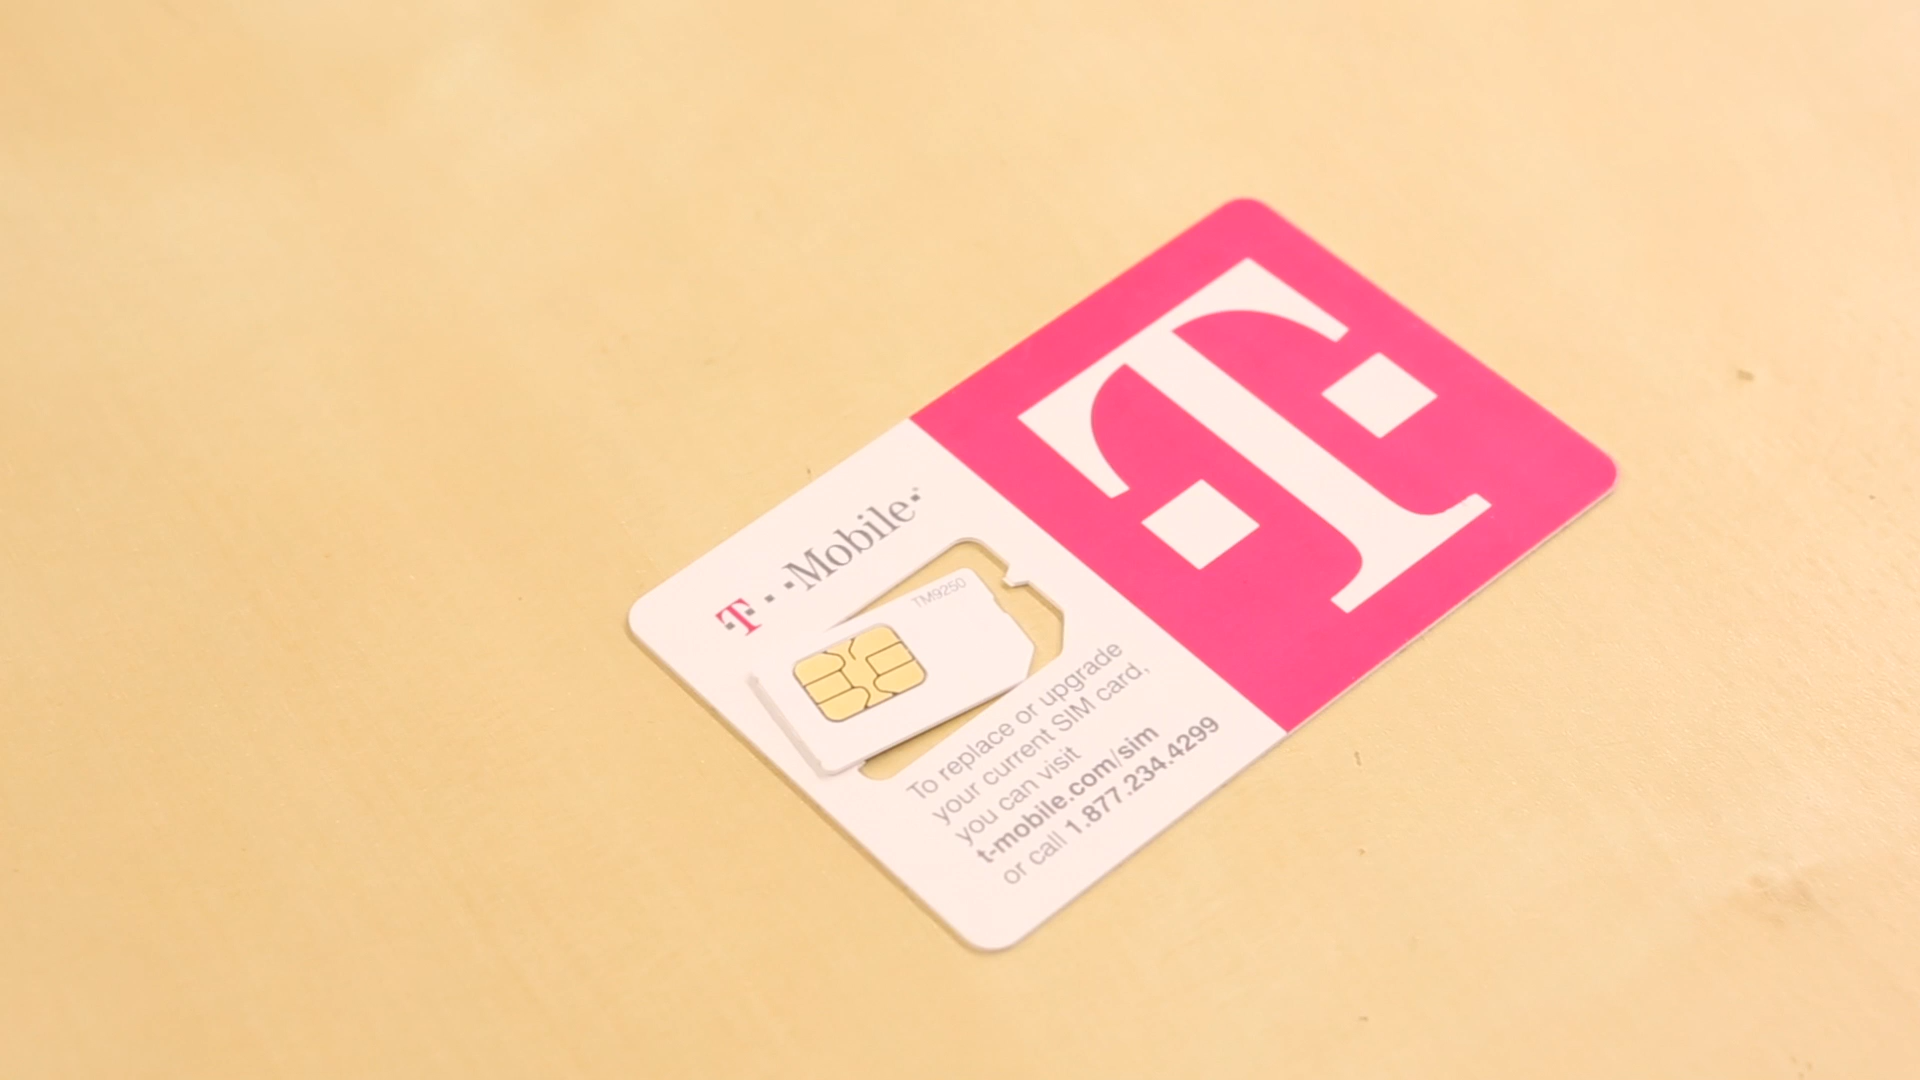 T··Mobile·
TM9250
To replace or upgrade
your current SIM card,
you can visit
t-mobile.com/sim
or call 1.877.234.4299
T